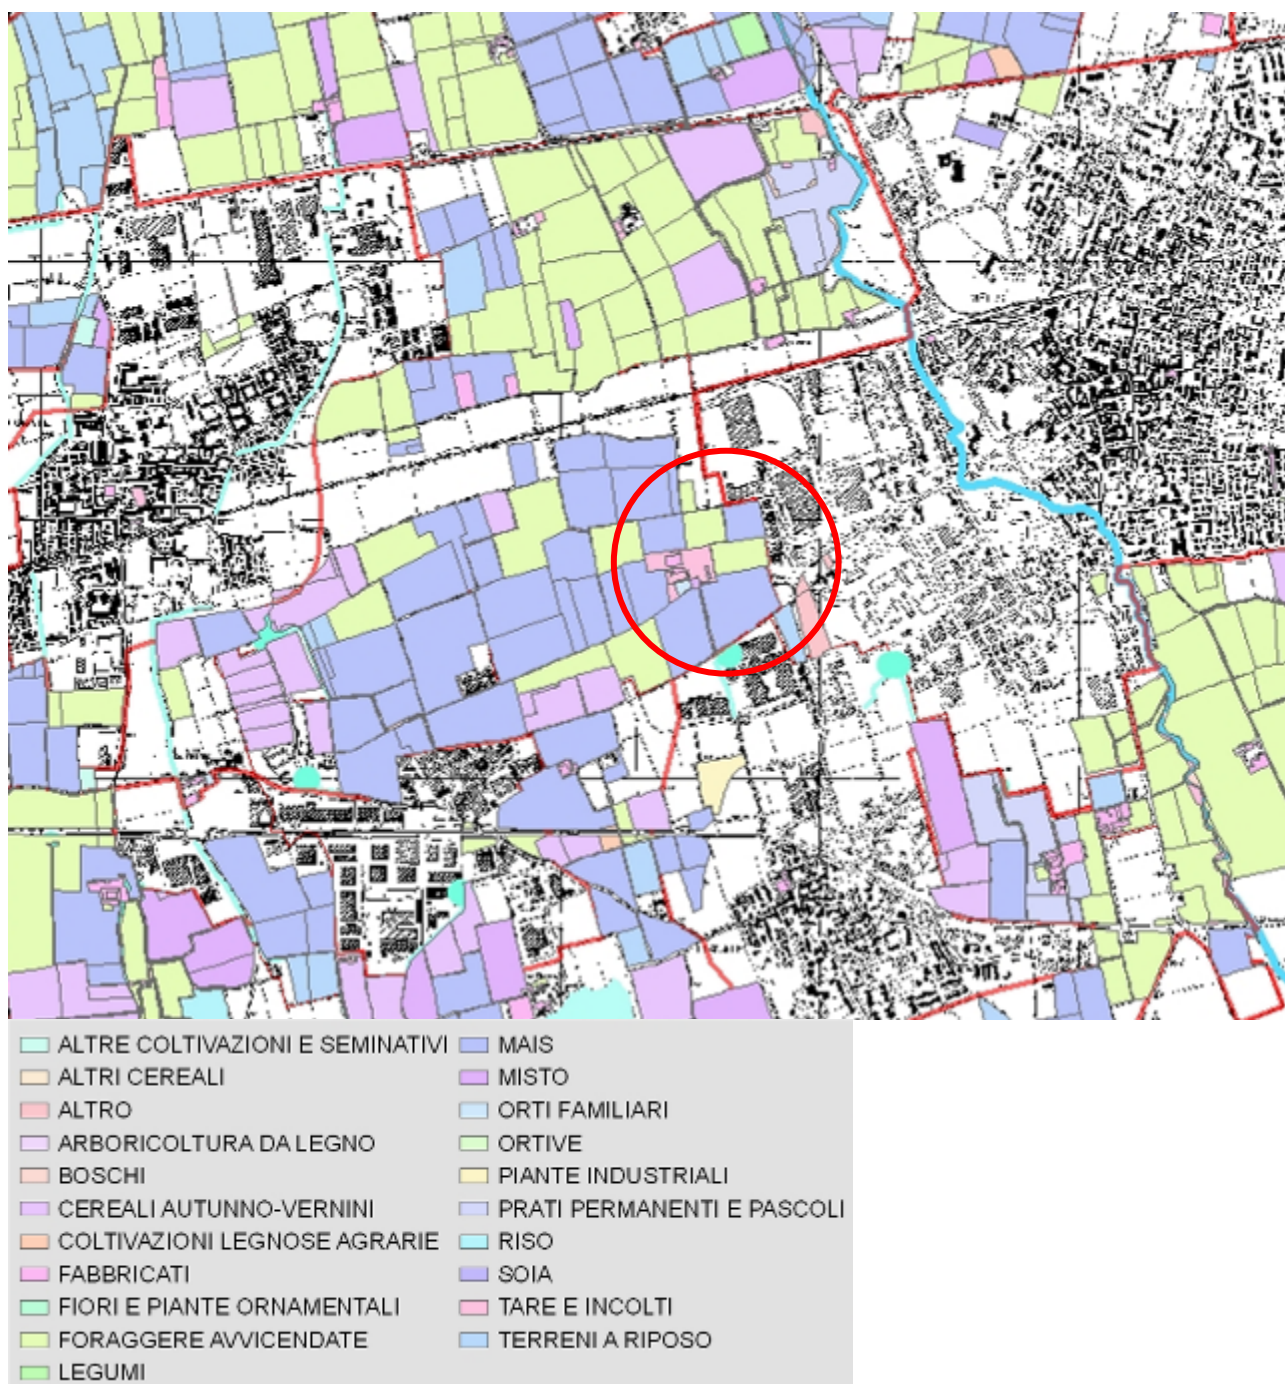 ALTRE COLTIVAZIONI E SEMINATIVI
ALTRI CEREALI
ALTRO
ARBORICOLTURA DA LEGNO
BOSCHI
CEREALI AUTUNNO-VERNINI
COLTIVAZIONI LEGNOSE AGRARIE
FABBRICATI
FIORI E PIANTE ORNAMENTALI
FORAGGERE AVVICENDATE
LEGUMI
MAIS
MISTO
ORTI FAMILIARI
ORTIVE
PIANTE INDUSTRIALI
PRATI PERMANENTI E PASCOLI
RISO
SOIA
TARE E INCOLTI
TERRENI A RIPOSO